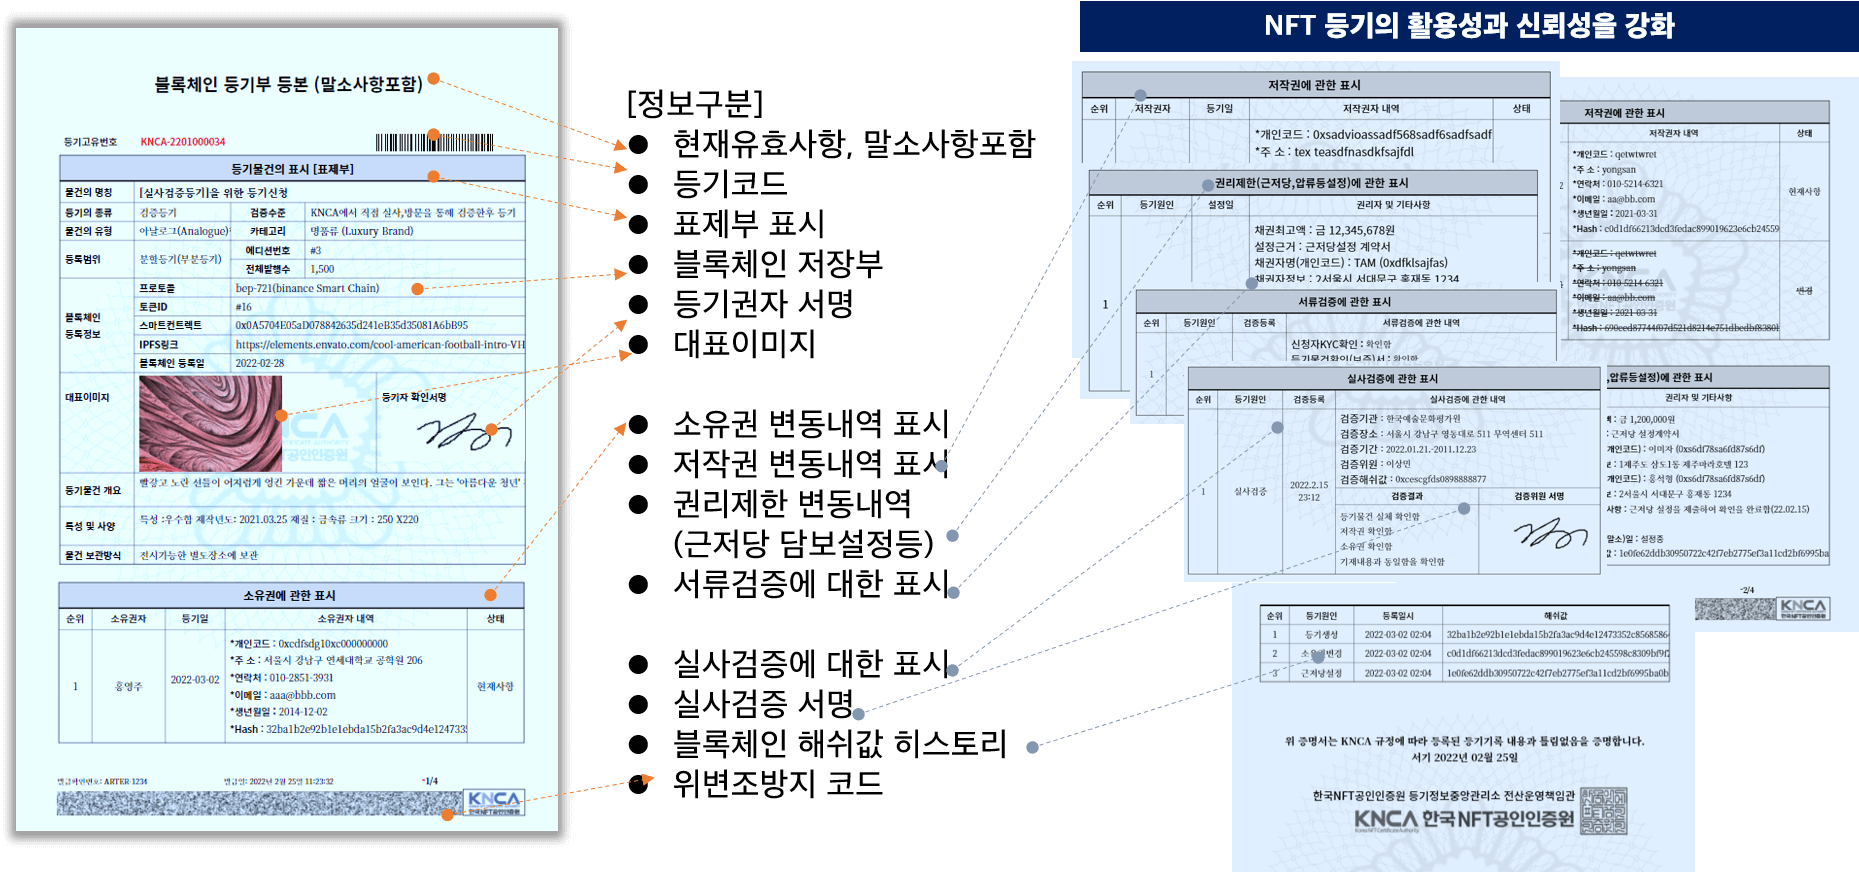 NFT 등기의 활용성과 신뢰성을 강화
블록체인 등기부 등본 (말소사항포함)
등기고유번호 KNCA-2201000034
등기물건의 표시 [표제부]
물건의 명칭 [실사검증등기]을 위한 등기신청
등기의 종류 검증등기 검증수준 KNCA에서 직접 실사,방문을 통해 검증한후 등기
물건의 유형 아날로그(Analogue) 카테고리 명품류 (Luxury Brand)
등록범위 분할등기(부분등기) 에디션번호 #3
전체발행수 1,500
블록체인 등록정보
프로토콜 bep-721(binance Smart Chain)
토큰ID #16
스마트컨트렉트 0x0A5704E05aD078842635d241eB35d35081A6bB95
IPFS링크 https://elements.envato.com/cool-american-football-intro-VH
블록체인 등록일 2022-02-28
대표이미지 등기자 확인서명
등기물건 개요 빨강고 노란 선들이 어지럽게 엉긴 가운데 짧은 머리의 얼굴이 보인다. 그는 '아름다운 청년'
특성 및 사양 특성 :우수함 제작년도: 2021.03.25 재질 : 금속류 크기 : 250 X220
물건 보관방식 전시가능한 별도장소에 보관
소유권에 관한 표시
순위 소유권자 등기일 소유권자 내역 상태
1 홍영주 2022-03-02 현재사항
*개인코드 : 0xcdfsdg10xc000000000
*주 소 : 서울시 강남구 연세대학교 공학원 206
*연락처 : 010-2851-3931
*이메일 : aaa@bbb.com
*생년월일 : 2014-12-02
*Hash : 32ba1b2e92b1e1ebda15b2fa3ac9d4e1247335
발급확인번호: ARTER-1234 발급일: 2022년 2월 25일 11:23:32 -1/4
KNCA
한국NFT공인인증원
[정보구분]
● 현재유효사항, 말소사항포함
● 등기코드
● 표제부 표시
● 블록체인 저장부
● 등기권자 서명
● 대표이미지
● 소유권 변동내역 표시
● 저작권 변동내역 표시
● 권리제한 변동내역
(근저당 담보설정등)
● 서류검증에 대한 표시
● 실사검증에 대한 표시
● 실사검증 서명
● 블록체인 해쉬값 히스토리
● 위변조방지 코드
저작권에 관한 표시
순위 저작권자 등기일 저작권자 내역 상태
*개인코드 : 0xsadvioassadf568sadf6sadfsadf
*주 소 : tex teasdfnasdkfsajfdl
권리제한(근저당,압류등설정)에 관한 표시
순위 등기원인 설정일 권리자 및 기타사항
1
채권최고액 : 금 12,345,678원
설정근거 : 근저당설정 계약서
채권자명(개인코드) : TAM (0xdfklsajfas)
채권자정보 : 2서울시 서대문구 홍재동 1234
서류검증에 관한 표시
순위 등기원인 검증등록 서류검증에 관한 내역
1
신청자KYC확인 : 확인함
등기물건확인(보증)서 : 확인함
실사검증에 관한 표시
순위 등기원인 검증등록 실사검증에 관한 내역
1 실사검증 2022.2.15 23:12
검증기관 : 한국예술문화평가원
검증장소 : 서울시 강남구 영동대로 511 무역센터 511
검증기간 : 2022.01.21.-2011.12.23
검증위원 : 이상민
검증해쉬값 : 0xcescgfds0898888877
검증결과 검증위원 서명
등기물건 실체 확인함
저작권 확인함
소유권 확인함
기재내용과 동일함을 확인함
저작권에 관한 표시
저작권자 내역 상태
*개인코드 : qetwtwret
*주 소 : yongsan
*연락처 : 010-5214-6321
*이메일 : aa@bb.com
*생년월일 : 2021-03-31
*Hash : c0d1df66213dcd3fedac899019623e6cb24559
현재사항
*개인코드 : qetwtwret
*주 소 : yongsan
*연락처 : 010-5214-6321
*이메일 : aa@bb.com
*생년월일 : 2021-03-31
변경
,압류등설정)에 관한 표시
권리자 및 기타사항
: 금 1,200,000원
: 근저당 설정계약서
개인코드) : 이미자 (0xs6df78sa6fd87s6df)
: 1제주도 삼도1동 제주마라호텔 123
인코드) : 홍석형 (0xs6df78sa6fd87s6df)
: 2서울시 서대문구 홍재동 1234
사항 : 근저당 설정을 제출하여 확인을 완료함(22.02.15)
말소)일 : 설정중
: 1e0fe62ddb30950722c42f7eb2775ef3a11cd2bf6995ba
-2/4
KNCA
한국NFT공인인증원
순위 등기원인 등록일시 해쉬값
1 등기생성 2022-03-02 02:04 32ba1b2e92b1e1ebda15b2fa3ac9d4e12473352c8568586
2 소유권변경 2022-03-02 02:04 c0d1df66213dcd3fedac899019623e6cb245598c8309bf9f2
3 근저당설정 2022-03-02 02:04 1e0fe62ddb30950722c42f7eb2775ef3a11cd2bf6995ba0b
위 증명서는 KNCA 규정에 따라 등록된 등기기록 내용과 틀림없음을 증명합니다.
서기 2022년 02월 25일
한국NFT공인인증원 등기정보중앙관리소 전산운영책임관
KNCA 한국NFT공인인증원
Korea NFT Certificate Authority